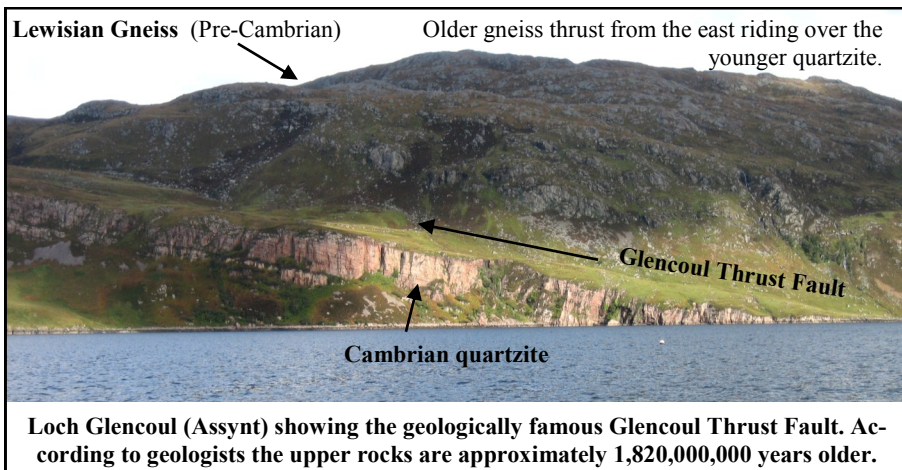 Lewisian Gneiss (Pre-Cambrian)
Older gneiss thrust from the east riding over the
younger quartzite.
Glencoul Thrust Fault
Cambrian quartzite
Loch Glencoul (Assynt) showing the geologically famous Glencoul Thrust Fault. Ac-
cording to geologists the upper rocks are approximately 1,820,000,000 years older.